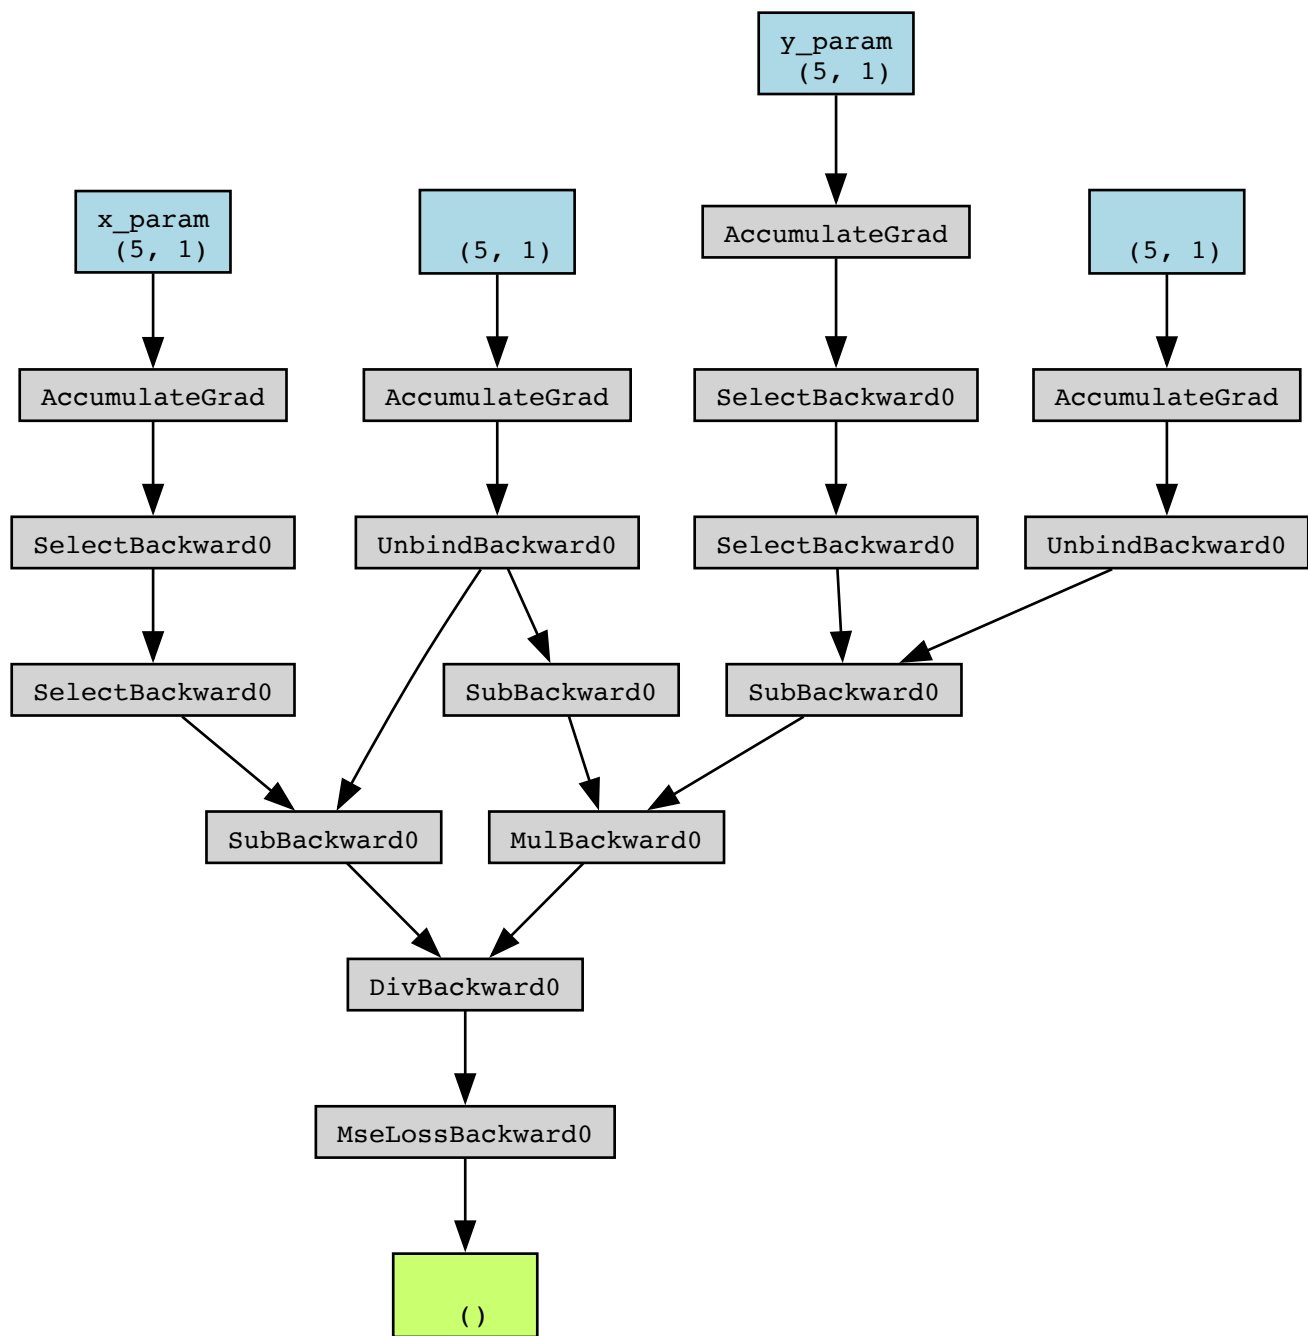 y_param
(5, 1)
x_param
(5, 1)
(5, 1)
AccumulateGrad
(5, 1)
AccumulateGrad
AccumulateGrad
SelectBackward0
AccumulateGrad
SelectBackward0
UnbindBackward0
SelectBackward0
UnbindBackward0
SelectBackward0
SubBackward0
SubBackward0
SubBackward0
MulBackward0
DivBackward0
MseLossBackward0
()